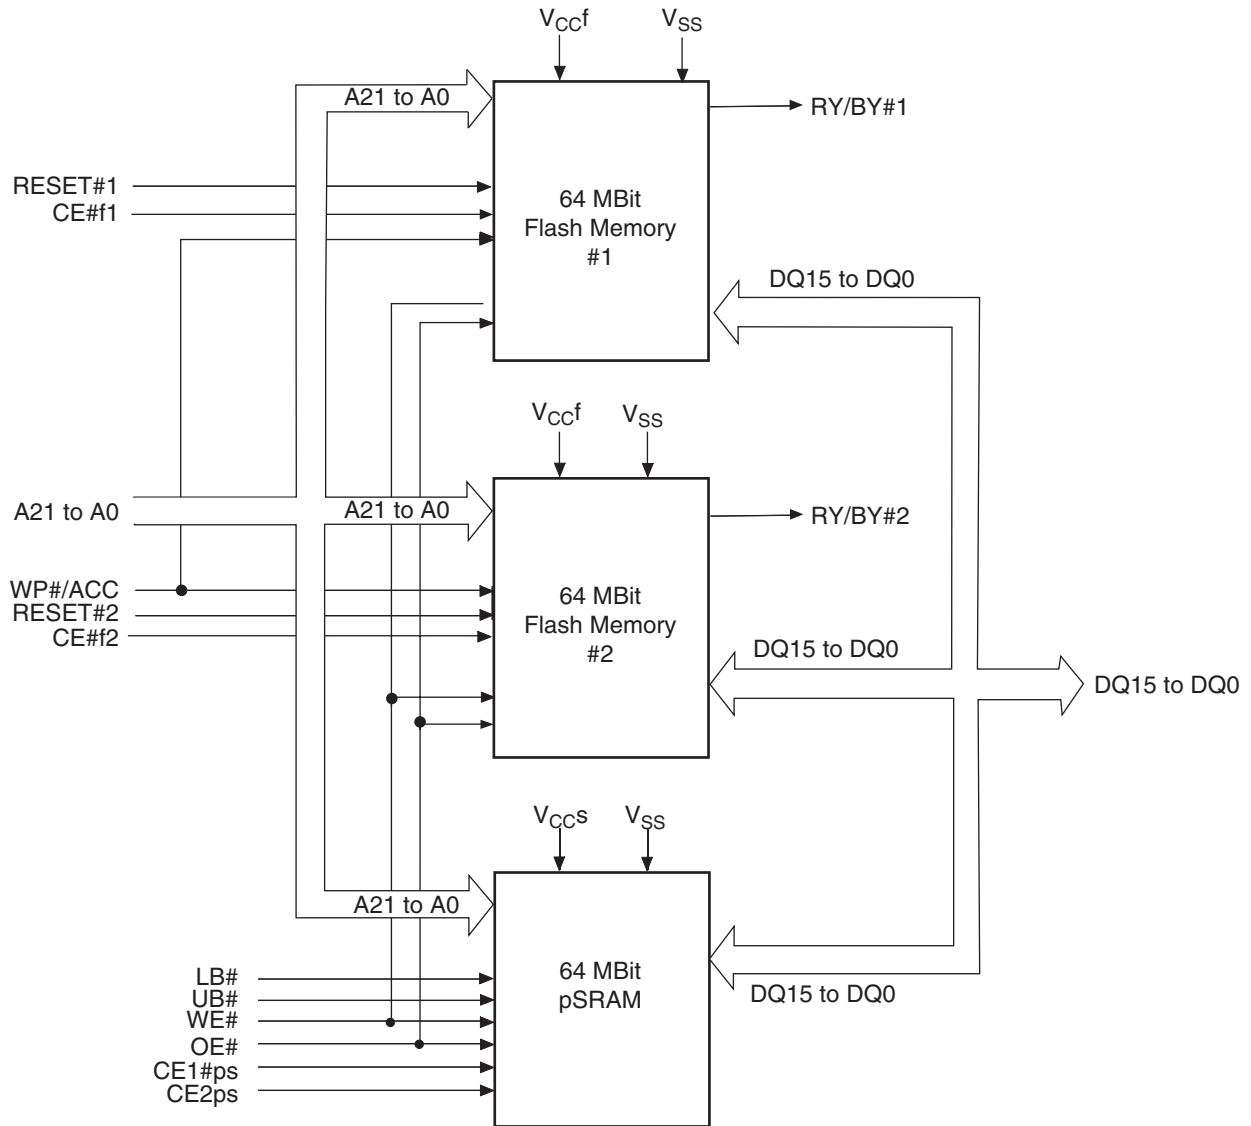 VCCf
VSS
A21 to A0
RY/BY#1
RESET#1
CE#f1
64 MBit
Flash Memory
#1
DQ15 to DQ0
VCCf
VSS
A21 to A0
A21 to A0
RY/BY#2
WP#/ACC
RESET#2
CE#f2
64 MBit
Flash Memory
#2
DQ15 to DQ0
DQ15 to DQ0
VCCs
VSS
A21 to A0
64 MBit
pSRAM
LB#
UB#
WE#
OE#
CE1#ps
CE2ps
DQ15 to DQ0